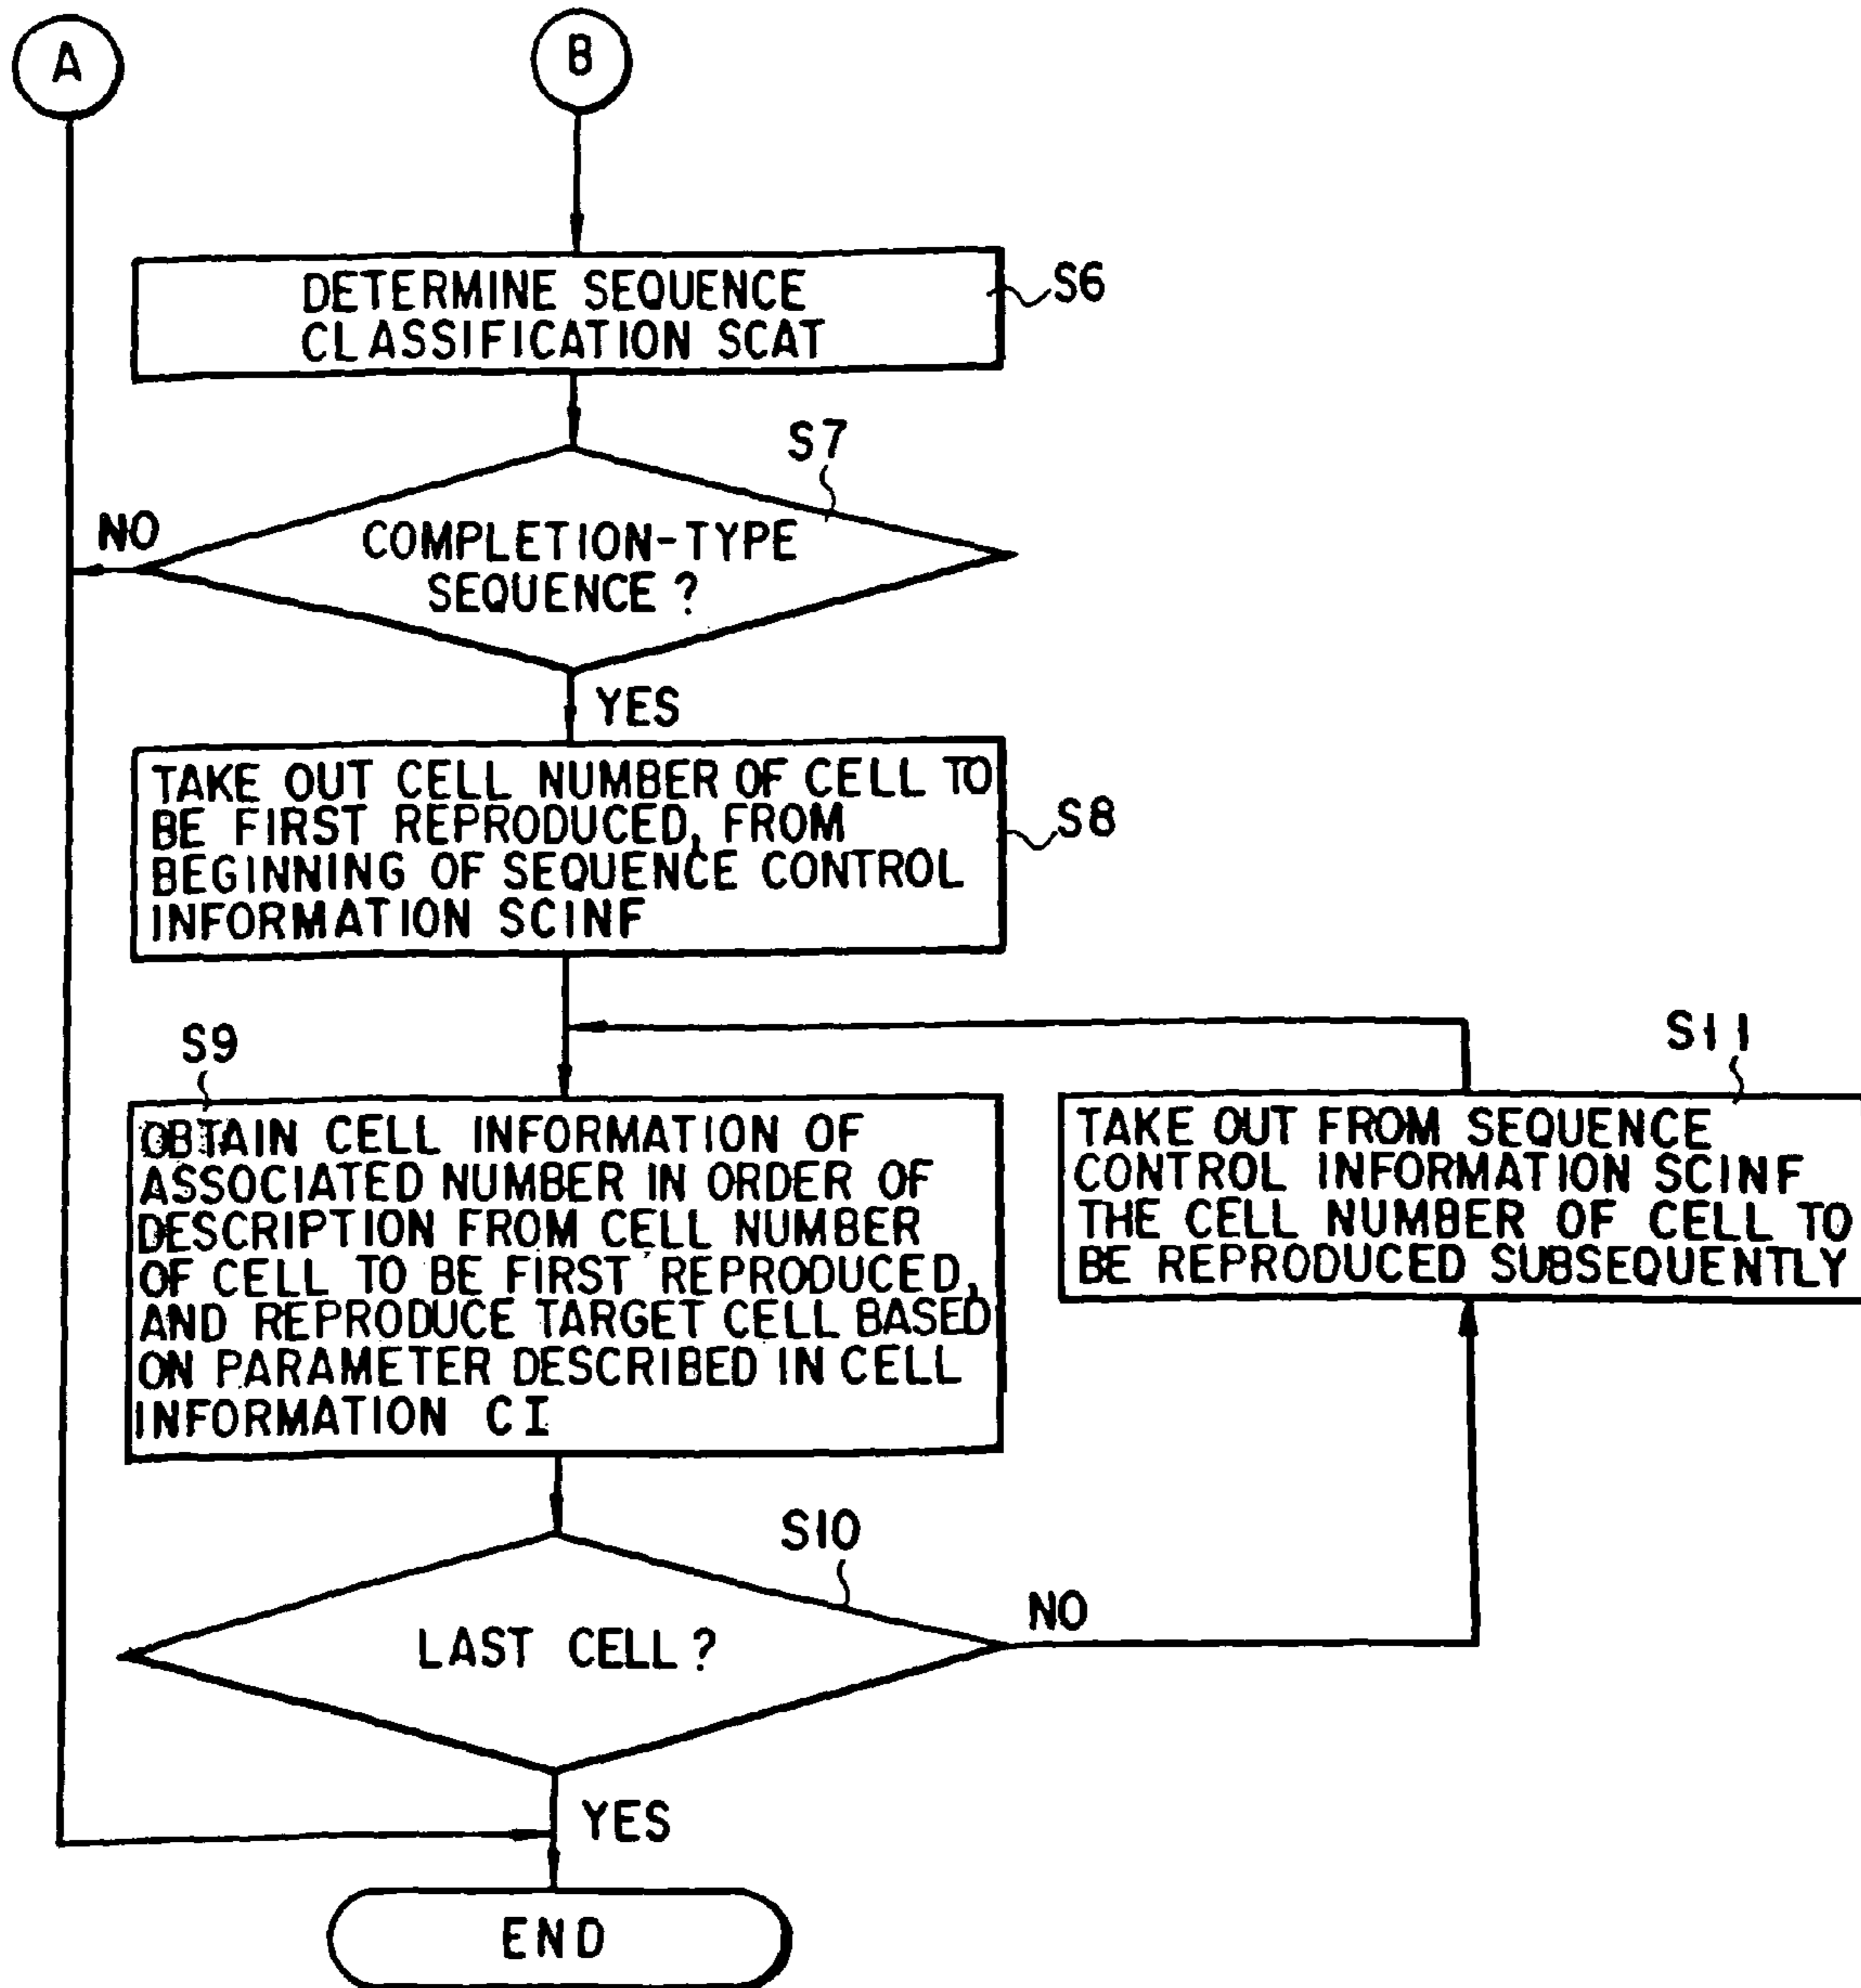 A
B
DETERMINE SEQUENCE
CLASSIFICATION SCAT
S6
S7
NO
COMPLETION-TYPE
SEQUENCE ?
YES
TAKE OUT CELL NUMBER OF CELL TO
BE FIRST REPRODUCED, FROM
BEGINNING OF SEQUENCE CONTROL
INFORMATION SCINF
S8
S9
OBTAIN CELL INFORMATION OF
ASSOCIATED NUMBER IN ORDER OF
DESCRIPTION FROM CELL NUMBER
OF CELL TO BE FIRST REPRODUCED,
AND REPRODUCE TARGET CELL BASED
ON PARAMETER DESCRIBED IN CELL
INFORMATION CI
S11
TAKE OUT FROM SEQUENCE
CONTROL INFORMATION SCINF
THE CELL NUMBER OF CELL TO
BE REPRODUCED SUBSEQUENTLY
S10
LAST CELL ?
NO
YES
END